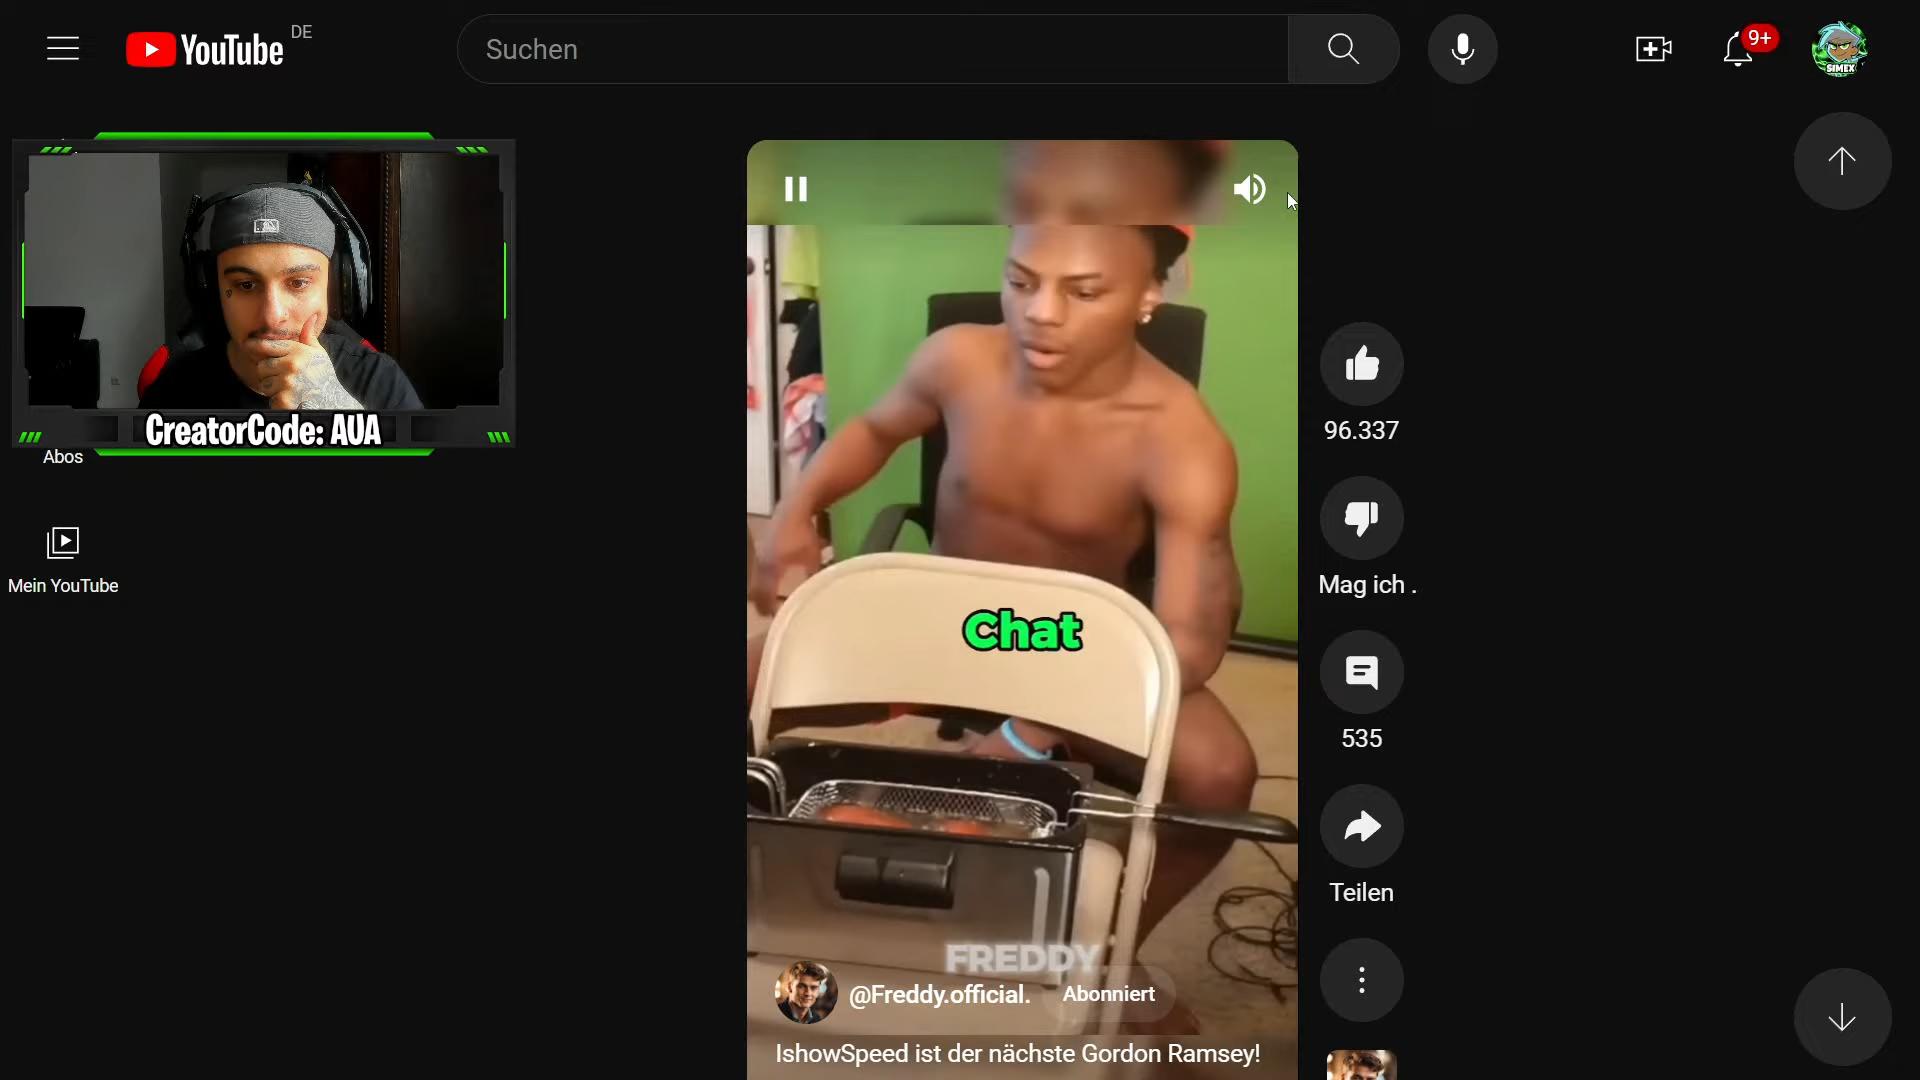 YouTube DE
Suchen
9+
SIMEX
CreatorCode: AUA
Abos
Mein YouTube
Chat
96.337
Mag ich .
535
Teilen
FREDDY
@Freddy.official. Abonniert
IshowSpeed ist der nächste Gordon Ramsey!